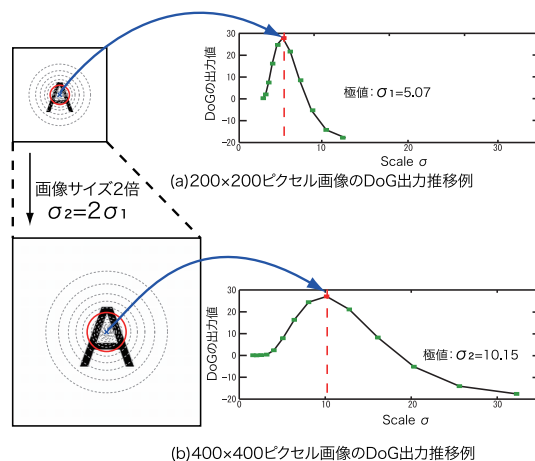 30
20
10
0
−10
−20
DoGの出力値
極値：σ1=5.07
10
20
30
Scale σ
(a)200×200ピクセル画像のDoG出力推移例
A
画像サイズ2倍
σ2=2σ1
30
20
10
0
−10
−20
DoGの出力値
極値：σ2=10.15
0
10
20
30
Scale σ
(b)400×400ピクセル画像のDoG出力推移例
A